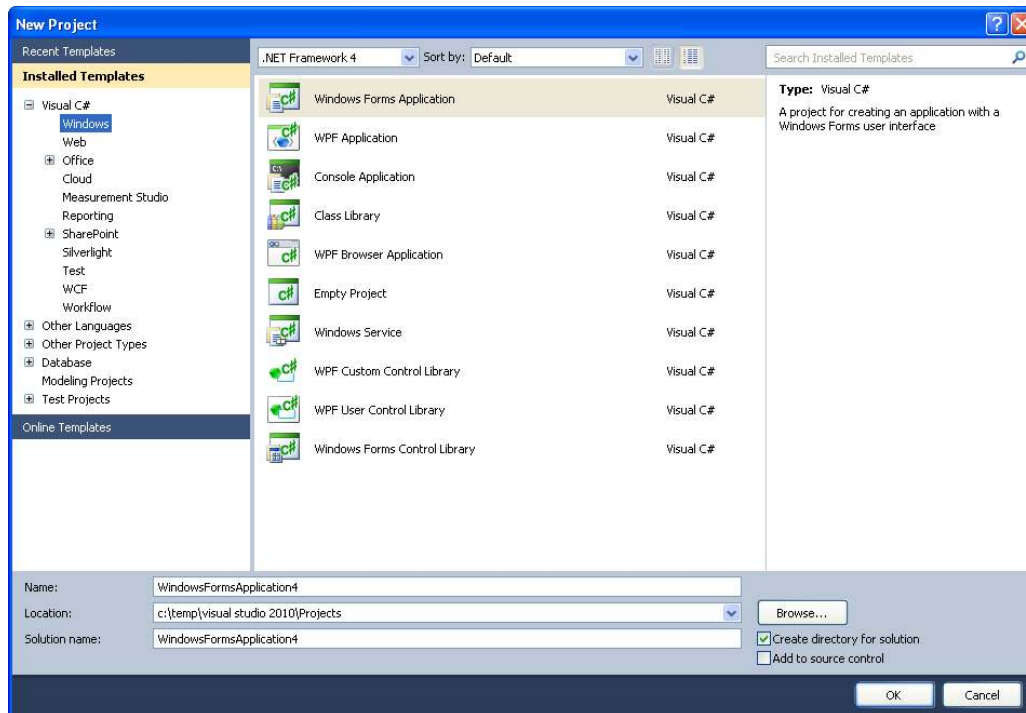 New Project
Recent Templates
Installed Templates
Visual C#
Windows
Web
Office
Cloud
Measurement Studio
Reporting
SharePoint
Silverlight
Test
WCF
Workflow
Other Languages
Other Project Types
Database
Modeling Projects
Test Projects
Online Templates
.NET Framework 4 Sort by: Default
Windows Forms Application Visual C#
WPF Application Visual C#
Console Application Visual C#
Class Library Visual C#
WPF Browser Application Visual C#
Empty Project Visual C#
Windows Service Visual C#
WPF Custom Control Library Visual C#
WPF User Control Library Visual C#
Windows Forms Control Library Visual C#
Search Installed Templates
Type: Visual C#
A project for creating an application with a
Windows Forms user interface
Name: WindowsFormsApplication4
Location: c:\temp\visual studio 2010\Projects Browse...
Solution name: WindowsFormsApplication4
Create directory for solution
Add to source control
OK Cancel